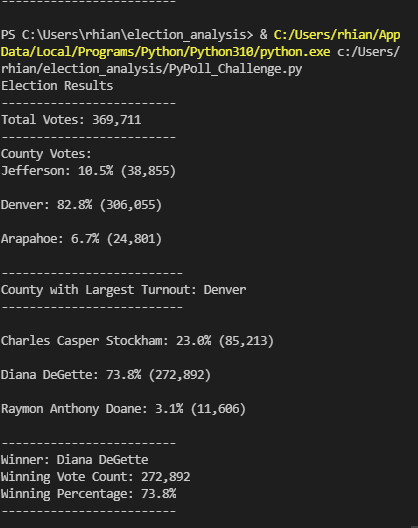 -------------------------
PS C:\Users\rhian\election_analysis> & C:/Users/rhian/App
Data/Local/Programs/Python/Python310/python.exe c:/Users/
rhian/election_analysis/PyPoll_Challenge.py
Election Results
-------------------------
Total Votes: 369,711
-------------------------
County Votes:
Jefferson: 10.5% (38,855)
Denver: 82.8% (306,055)
Arapahoe: 6.7% (24,801)
--------------------------
County with Largest Turnout: Denver
--------------------------
Charles Casper Stockham: 23.0% (85,213)
Diana DeGette: 73.8% (272,892)
Raymon Anthony Doane: 3.1% (11,606)
-------------------------
Winner: Diana DeGette
Winning Vote Count: 272,892
Winning Percentage: 73.8%
-------------------------